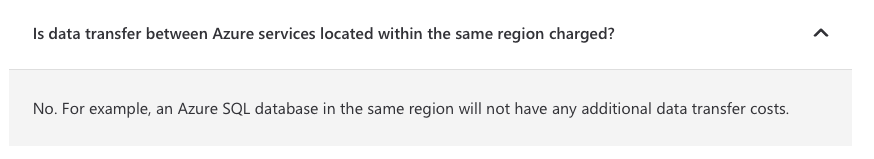 Is data transfer between Azure services located within the same region charged?
No. For example, an Azure SQL database in the same region will not have any additional data transfer costs.